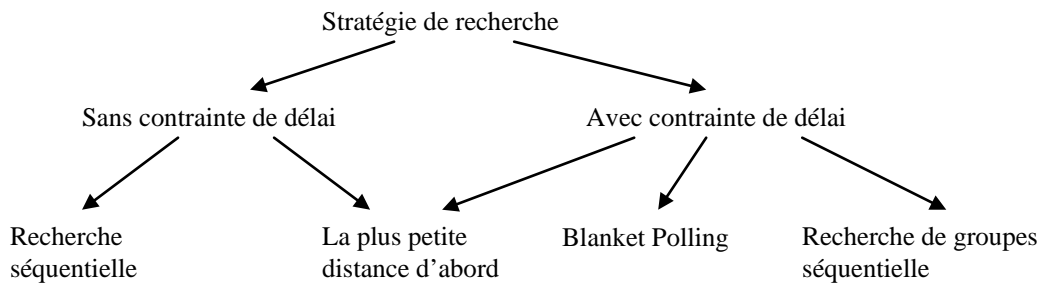 Stratégie de recherche
Sans contrainte de délai
Avec contrainte de délai
Recherche
séquentielle
La plus petite
distance d'abord
Blanket Polling
Recherche de groupes
séquentielle